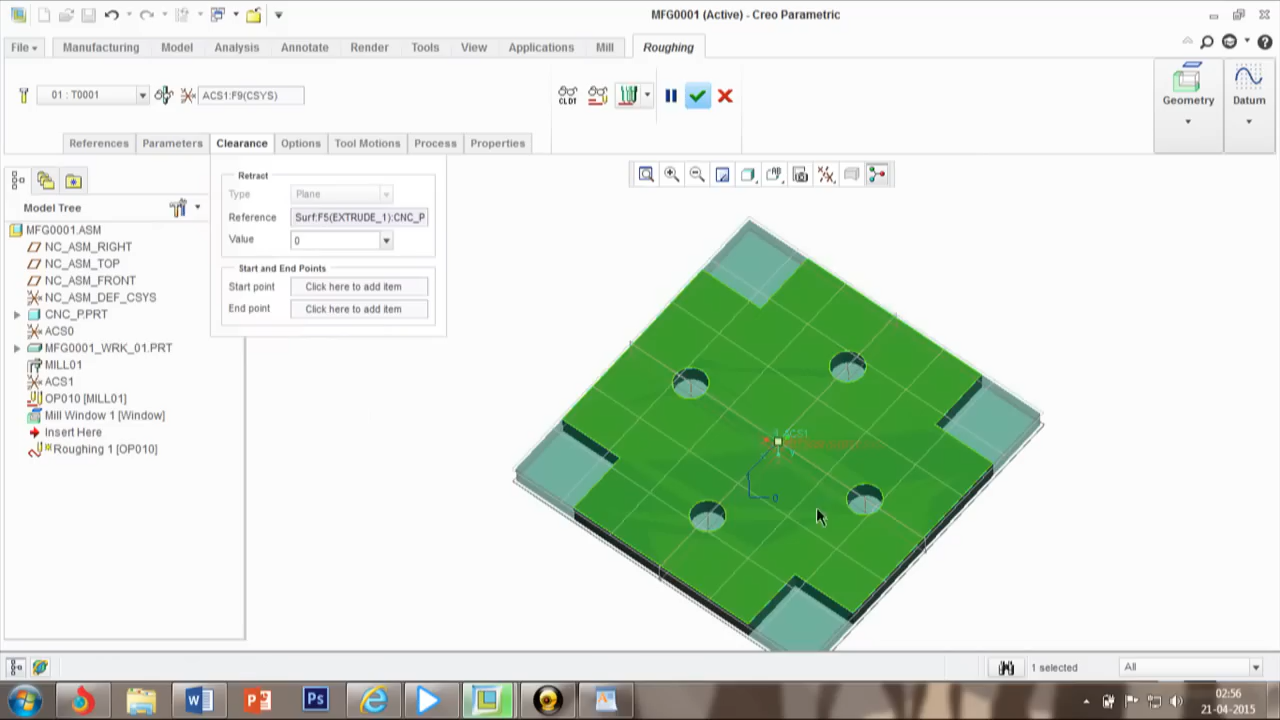 MFG0001 (Active) - Creo Parametric
File Manufacturing Model Analysis Annotate Render Tools View Applications Mill Roughing
01 : T0001
ACS1:F9(CSYS)
CLDT
Geometry
Datum
References Parameters Clearance Options Tool Motions Process Properties
Retract
Type Plane
Reference Surf:F5(EXTRUDE_1):CNC_P
Value 0
Start and End Points
Start point Click here to add item
End point Click here to add item
Model Tree
MFG0001.ASM
NC_ASM_RIGHT
NC_ASM_TOP
NC_ASM_FRONT
NC_ASM_DEF_CSYS
CNC_P.PRT
ACS0
MFG0001_WRK_01.PRT
MILL01
ACS1
OP010 [MILL01]
Mill Window 1 [Window]
Insert Here
Roughing 1 [OP010]
ACS1
0
1 selected
All
02:56
21-04-2015